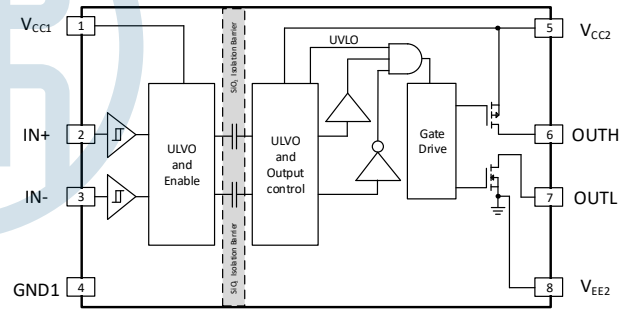 VCC1
1
IN+
2
IN-
3
GND1
4
ULVO
and
Enable
SiO2 Isolation Barrier
SiO2 Isolation Barrier
ULVO
and
Output
control
UVLO
Gate
Drive
5
VCC2
6
OUTH
7
OUTL
8
VEE2